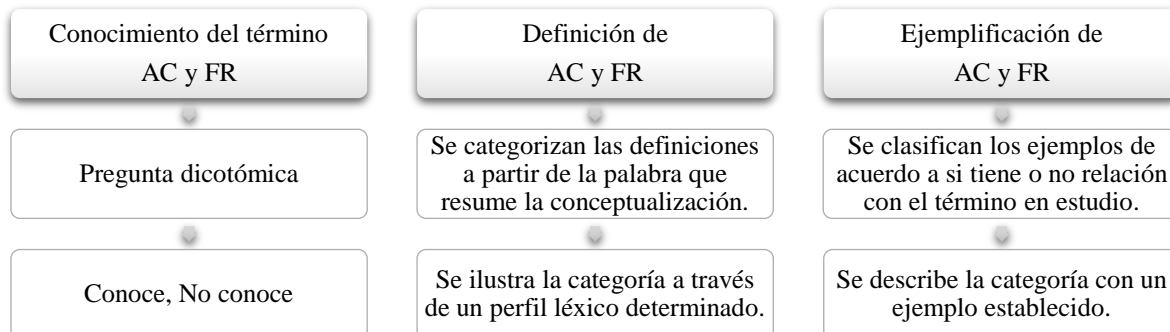 Conocimiento del término
AC y FR
Pregunta dicotómica
Conoce, No conoce
Definición de
AC y FR
Se categorizan las definiciones
a partir de la palabra que
resume la conceptualización.
Se ilustra la categoría a través
de un perfil léxico determinado.
Ejemplificación de
AC y FR
Se clasifican los ejemplos de
acuerdo a si tiene o no relación
con el término en estudio.
Se describe la categoría con un
ejemplo establecido.